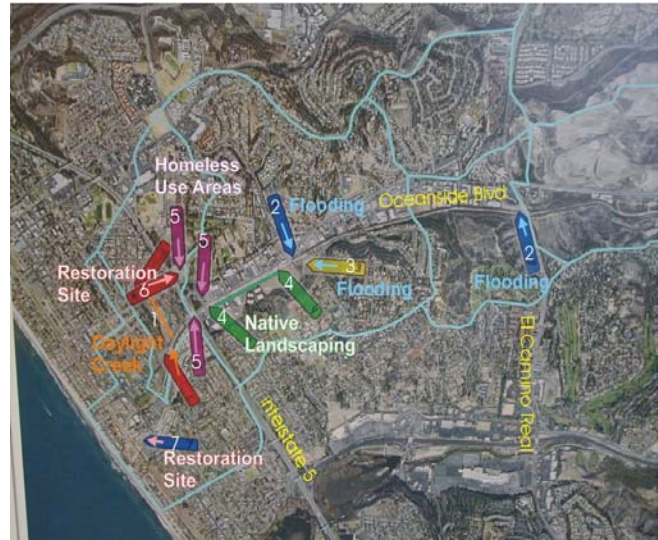 Homeless
Use Areas
5
5
2
Flooding
Oceanside Blvd.
2
Flooding
3
Flooding
Restoration
Site
6
4
4
Native
Landscaping
1
Daylight
Creek
5
El Camino Real
Interstate 5
7
Restoration
Site